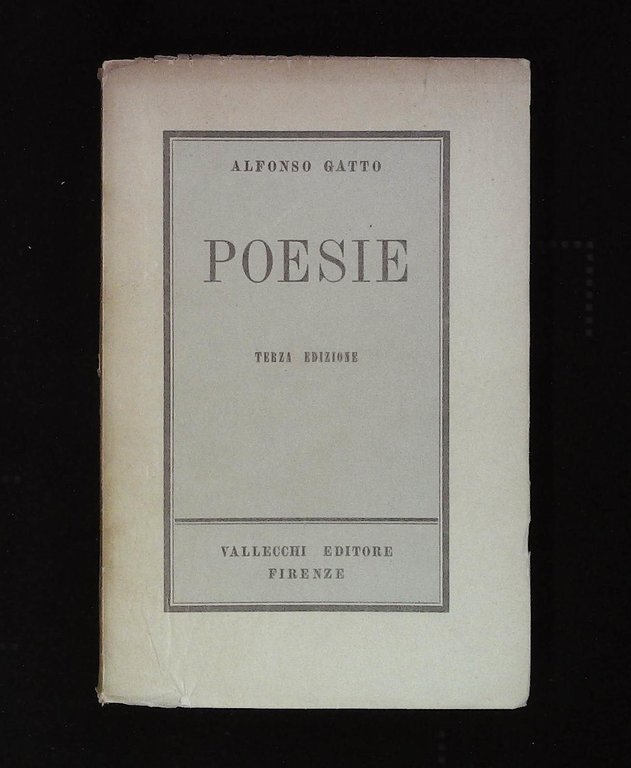 ALFONSO GATTO
POESIE
TERZA EDIZIONE
VALLECCHI EDITORE
FIRENZE